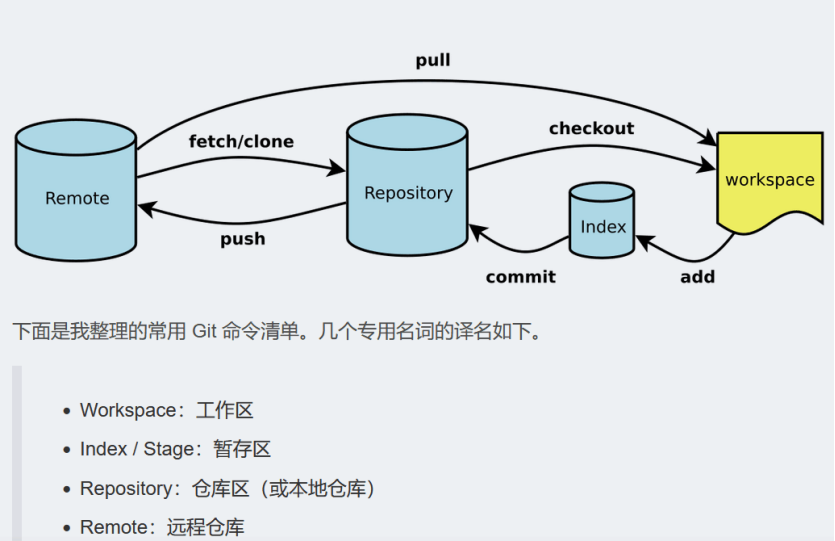 pull
fetch/clone
checkout
Remote
Repository
workspace
Index
push
commit
add
下面是我整理的常用 Git 命令清单。几个专用名词的译名如下。
Workspace：工作区
Index / Stage：暂存区
Repository：仓库区（或本地仓库）
Remote：远程仓库